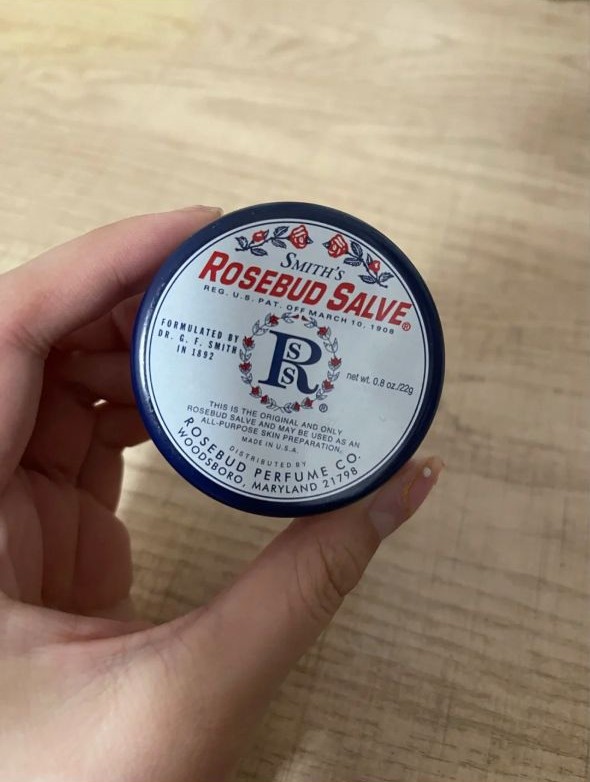 SMITH'S
ROSEBUD SALVE®
REG. U.S. PAT. OFF MARCH 10, 1908
FORMULATED BY
DR. G. F. SMITH
IN 1892
RSS
®
net wt. 0.8 oz./22g
THIS IS THE ORIGINAL AND ONLY
ROSEBUD SALVE AND MAY BE USED AS AN
ALL-PURPOSE SKIN PREPARATION.
MADE IN U.S.A.
DISTRIBUTED BY
ROSEBUD PERFUME CO.
WOODSBORO, MARYLAND 21798